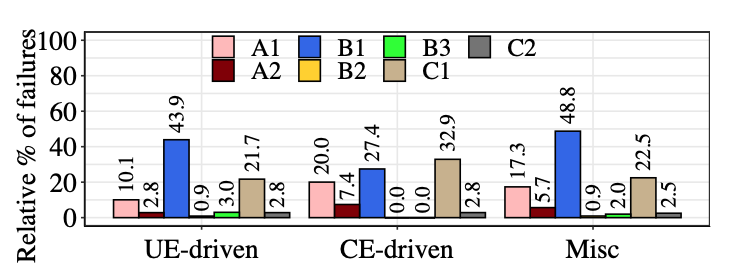 Relative % of failures
100
80
60
40
20
0
A1 B1 B3 C2
A2 B2 C1
10.1 2.8 43.9 0.9 3.0 21.7 2.8
20.0 7.4 27.4 0.0 0.0 32.9 2.8
17.3 5.7 48.8 0.9 2.0 22.5 2.5
UE-driven CE-driven Misc